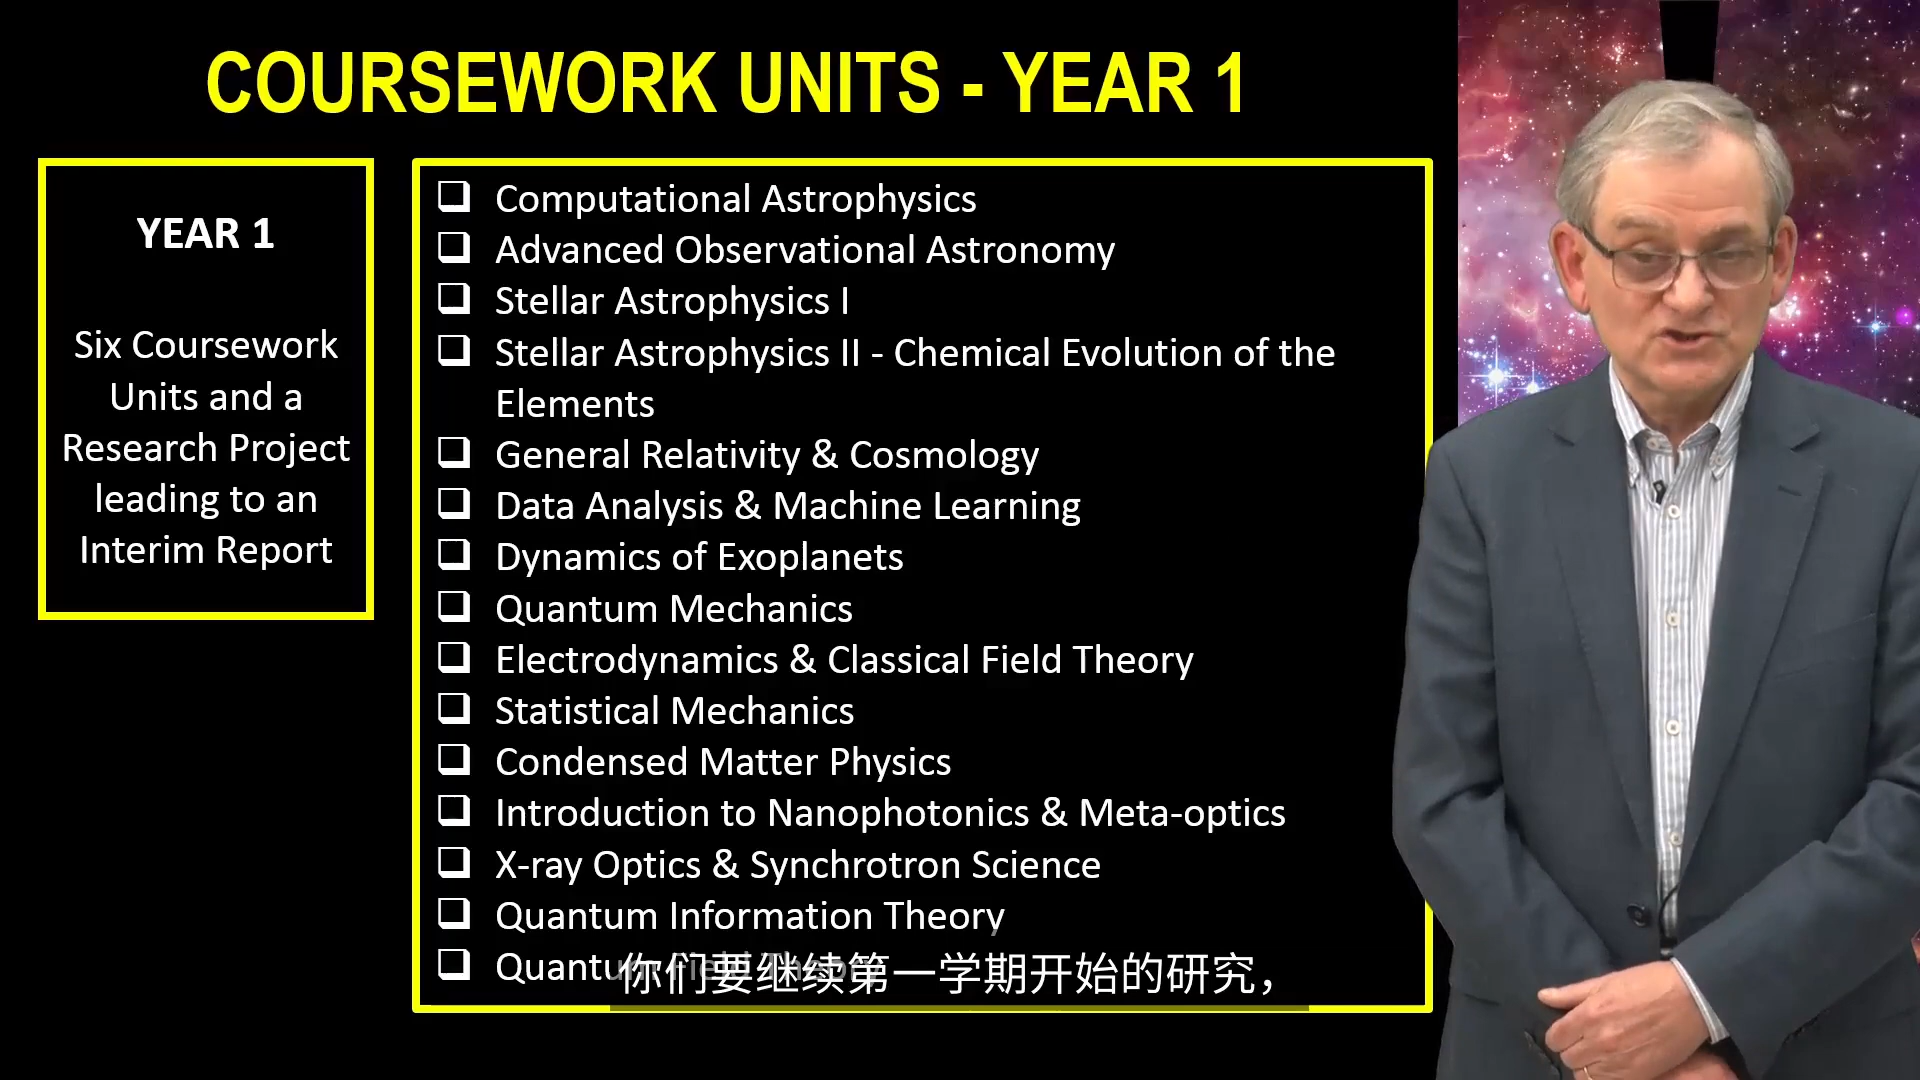 COURSEWORK UNITS - YEAR 1
YEAR 1
Six Coursework
Units and a
Research Project
leading to an
Interim Report
Computational Astrophysics
Advanced Observational Astronomy
Stellar Astrophysics I
Stellar Astrophysics II - Chemical Evolution of the
Elements
General Relativity & Cosmology
Data Analysis & Machine Learning
Dynamics of Exoplanets
Quantum Mechanics
Electrodynamics & Classical Field Theory
Statistical Mechanics
Condensed Matter Physics
Introduction to Nanophotonics & Meta-optics
X-ray Optics & Synchrotron Science
Quantum Information Theory
Quantum Field Theory
你们要继续第一学期开始的研究，